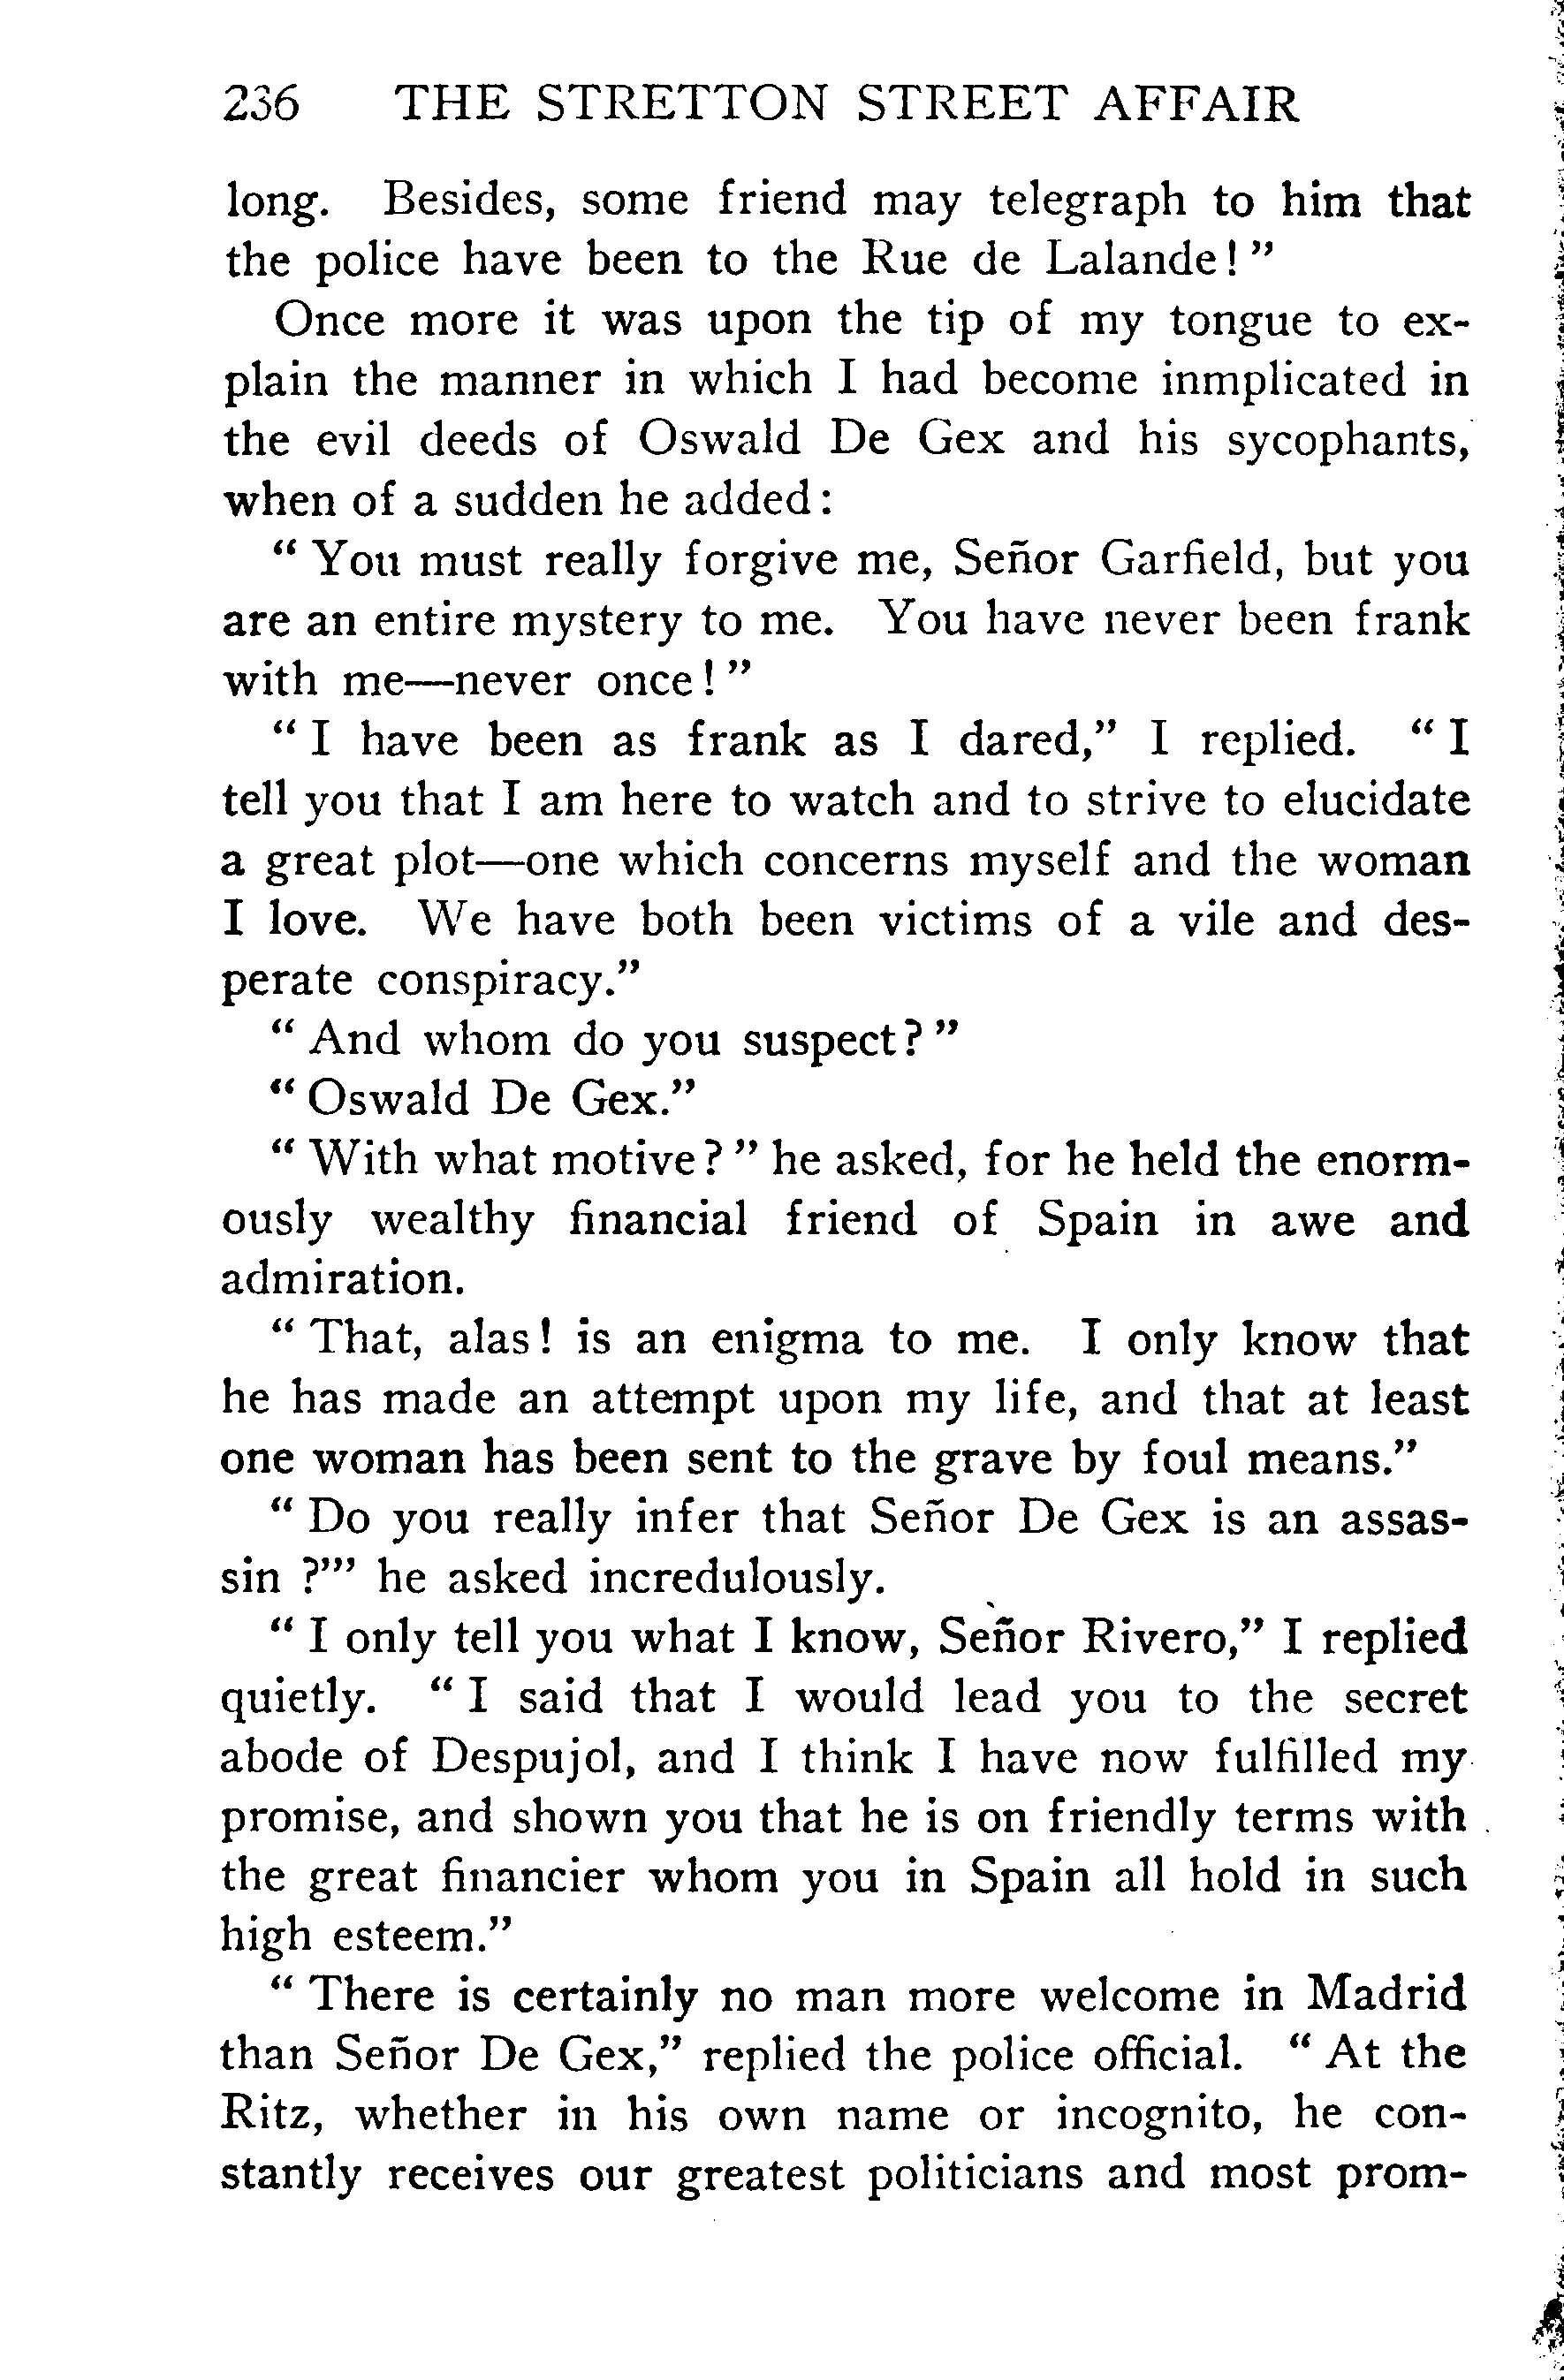 236 THE STRETTON STREET AFFAIR
long. Besides, some friend may telegraph to him that
the police have been to the Rue de Lalande! ”
Once more it was upon the tip of my tongue to ex-
plain the manner in which I had become inmplicated in
the evil deeds of Oswald De Gex and his sycophants,
when of a sudden he added:
“ You must really forgive me, Señor Garfield, but you
are an entire mystery to me. You have never been frank
with me—never once! ”
“ I have been as frank as I dared,” I replied. “ I
tell you that I am here to watch and to strive to elucidate
a great plot—one which concerns myself and the woman
I love. We have both been victims of a vile and des-
perate conspiracy.”
“ And whom do you suspect? ”
“ Oswald De Gex.”
“ With what motive? ” he asked, for he held the enorm-
ously wealthy financial friend of Spain in awe and
admiration.
“ That, alas! is an enigma to me. I only know that
he has made an attempt upon my life, and that at least
one woman has been sent to the grave by foul means.”
“ Do you really infer that Señor De Gex is an assas-
sin ?”’ he asked incredulously.
“ I only tell you what I know, Señor Rivero,” I replied
quietly. “ I said that I would lead you to the secret
abode of Despujol, and I think I have now fulfilled my
promise, and shown you that he is on friendly terms with
the great financier whom you in Spain all hold in such
high esteem.”
“ There is certainly no man more welcome in Madrid
than Señor De Gex,” replied the police official. “ At the
Ritz, whether in his own name or incognito, he con-
stantly receives our greatest politicians and most prom-